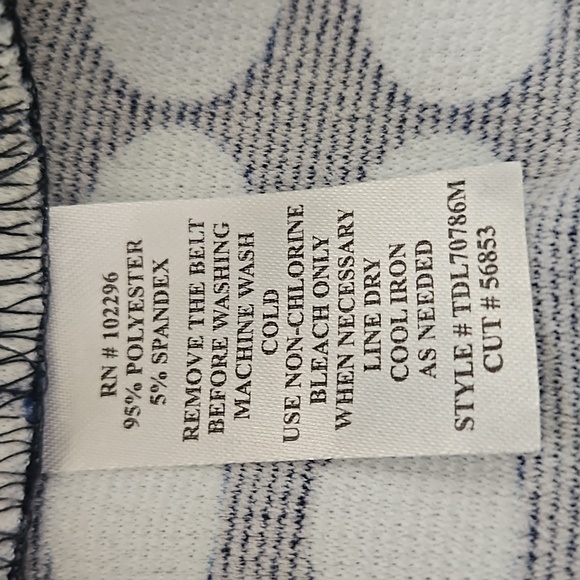 RN # 102296
95% POLYESTER
5% SPANDEX
REMOVE THE BELT
BEFORE WASHING
MACHINE WASH
COLD
USE NON-CHLORINE
BLEACH ONLY
WHEN NECESSARY
LINE DRY
COOL IRON
AS NEEDED
STYLE # TDL70786M
CUT # 56853